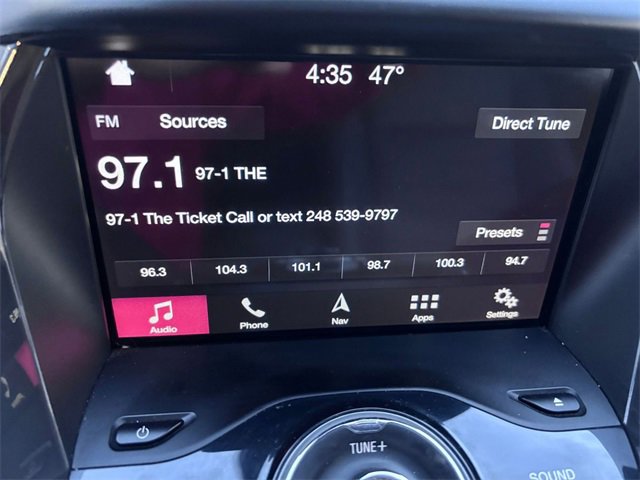 4:35 47°
FM Sources Direct Tune
97.1 97-1 THE
97-1 The Ticket Call or text 248 539-9797
Presets
96.3 104.3 101.1 98.7 100.3 94.7
Audio Phone Nav Apps Settings
TUNE+
SOUND